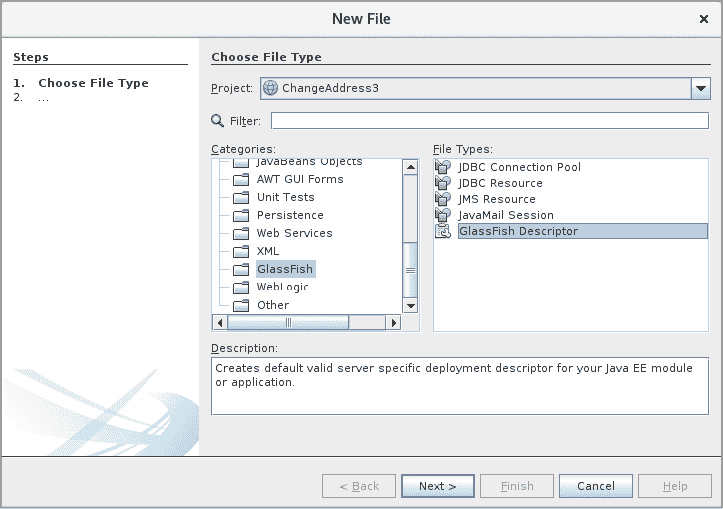 New File
Steps
1. Choose File Type
2. ...
Choose File Type
Project: ChangeAddress3
Filter:
Categories:
JavaBeans Objects
AWT GUI Forms
Unit Tests
Persistence
Web Services
XML
GlassFish
WebLogic
Other
File Types:
JDBC Connection Pool
JDBC Resource
JMS Resource
JavaMail Session
GlassFish Descriptor
Description:
Creates default valid server specific deployment descriptor for your Java EE module
or application.
< Back Next > Finish Cancel Help